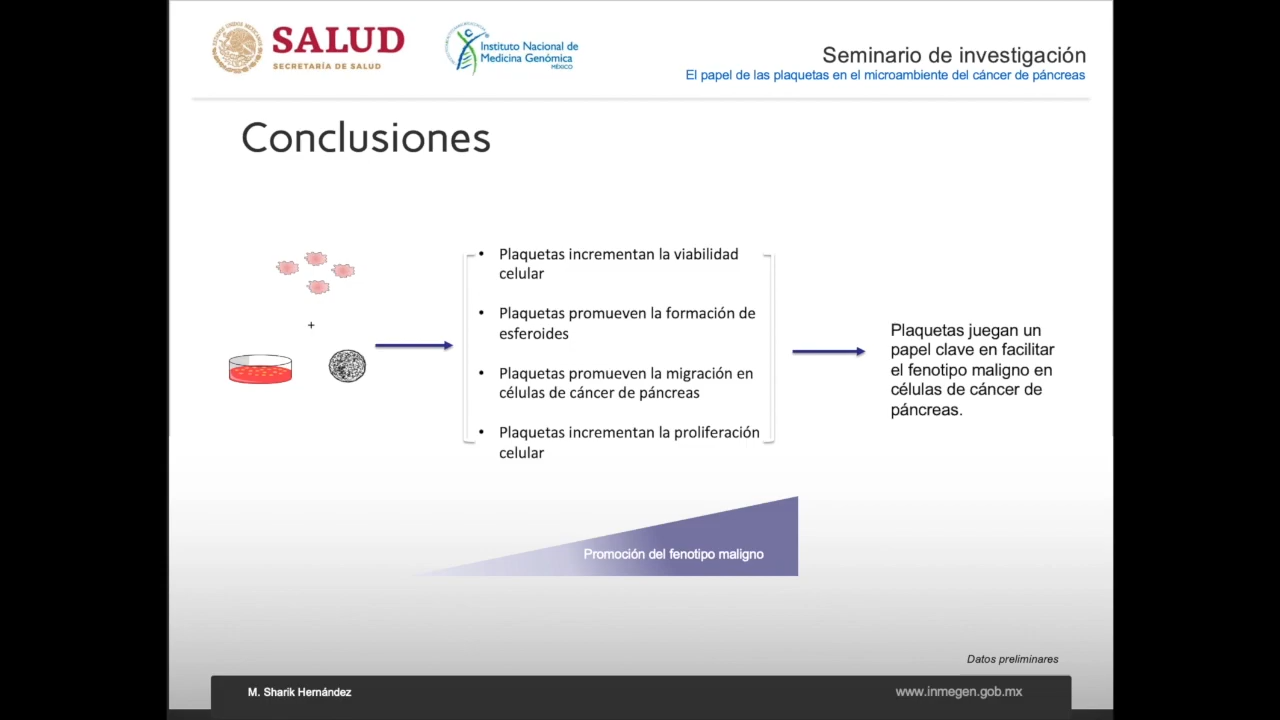 SALUD
SECRETARÍA DE SALUD
Instituto Nacional de
Medicina Genómica
MÉXICO
Seminario de investigación
El papel de las plaquetas en el microambiente del cáncer de páncreas
Conclusiones
+
• Plaquetas incrementan la viabilidad
celular
• Plaquetas promueven la formación de
esferoides
• Plaquetas promueven la migración en
células de cáncer de páncreas
• Plaquetas incrementan la proliferación
celular
Plaquetas juegan un
papel clave en facilitar
el fenotipo maligno en
células de cáncer de
páncreas.
Promoción del fenotipo maligno
Datos preliminares
M. Sharik Hernández
www.inmegen.gob.mx